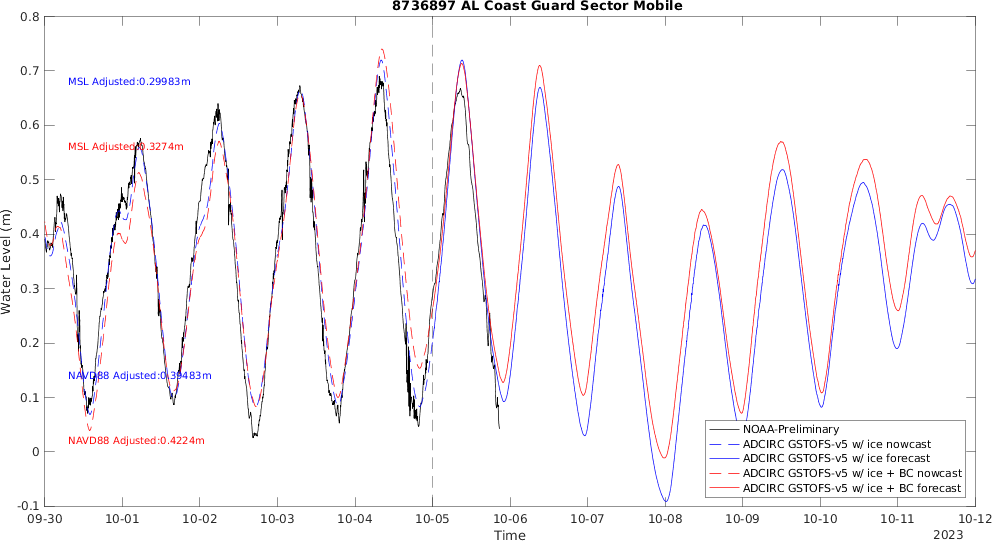 8736897 AL Coast Guard Sector Mobile
0.8
0.7
0.6
0.5
0.4
0.3
0.2
0.1
0
-0.1
Water Level (m)
MSL Adjusted:0.29983m
MSL Adjusted:0.3274m
NAVD88 Adjusted:0.39483m
NAVD88 Adjusted:0.4224m
NOAA-Preliminary
ADCIRC GSTOFS-v5 w/ ice nowcast
ADCIRC GSTOFS-v5 w/ ice forecast
ADCIRC GSTOFS-v5 w/ ice + BC nowcast
ADCIRC GSTOFS-v5 w/ ice + BC forecast
09-30 10-01 10-02 10-03 10-04 10-05 10-06 10-07 10-08 10-09 10-10 10-11 10-12
Time
2023